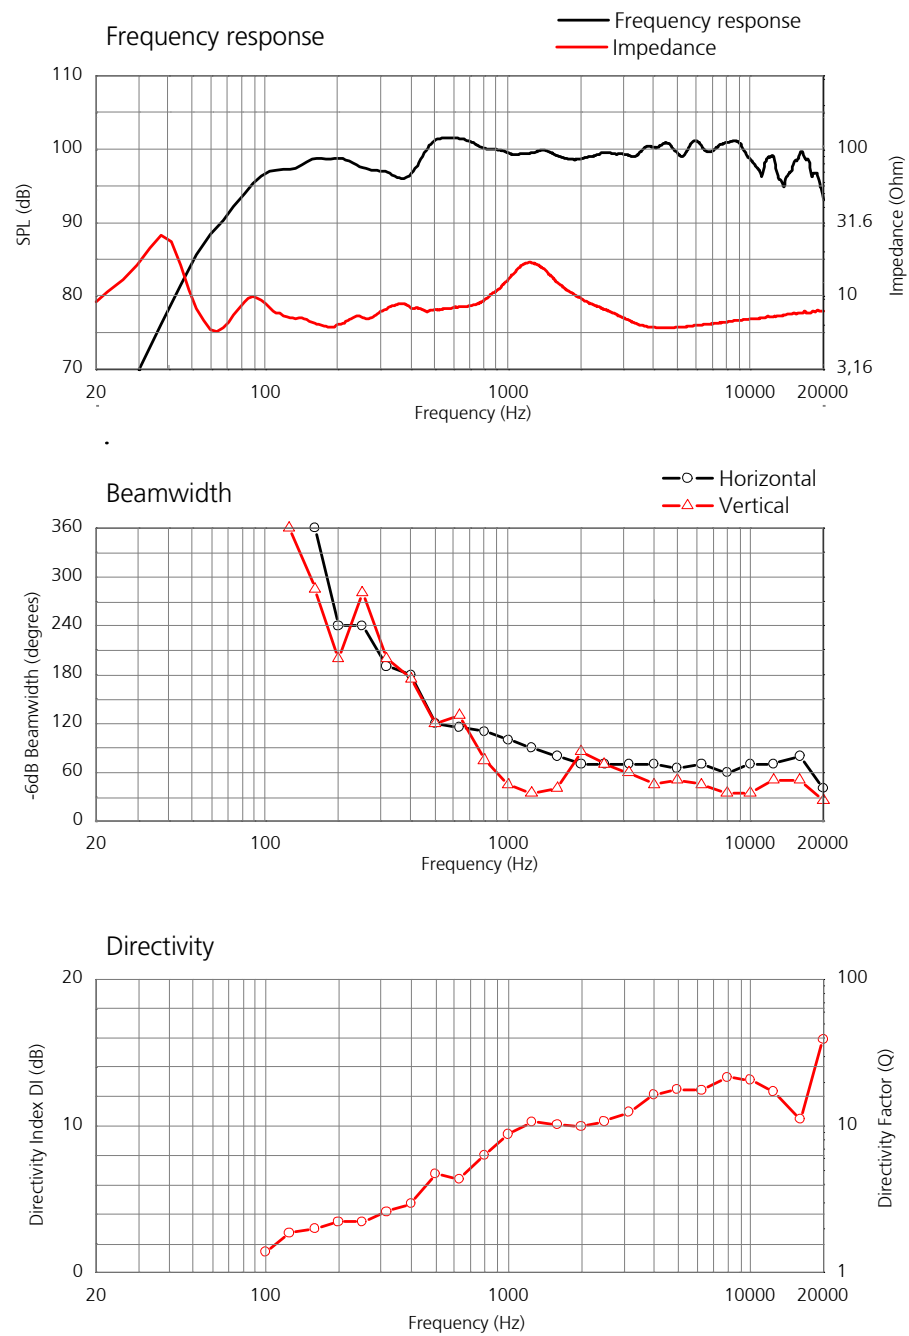 Frequency response
Frequency response
Impedance
110
100
90
80
70
SPL (dB)
100
31.6
10
3,16
Impedance (Ohm)
20
100
1000
10000
20000
Frequency (Hz)
Beamwidth
Horizontal
Vertical
360
300
240
180
120
60
0
-6dB Beamwidth (degrees)
20
100
1000
10000
20000
Frequency (Hz)
Directivity
20
10
0
Directivity Index DI (dB)
100
10
1
Directivity Factor (Q)
20
100
1000
10000
20000
Frequency (Hz)